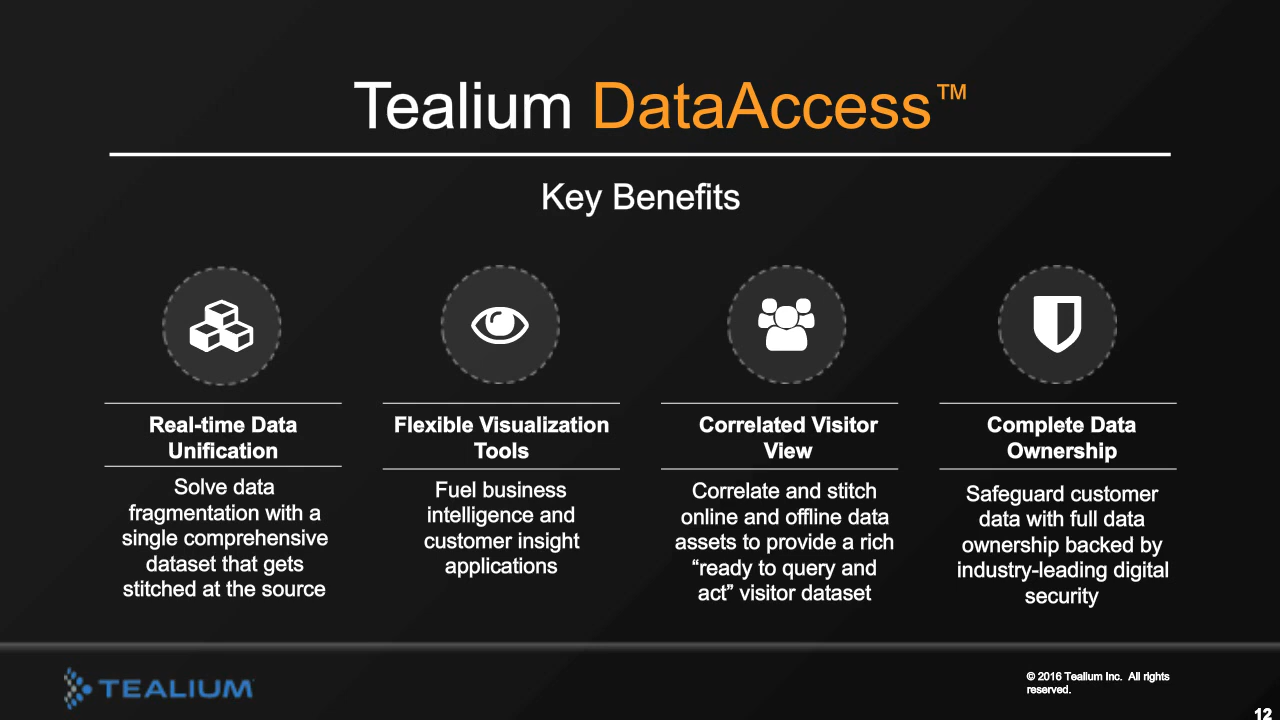 Tealium DataAccess™
Key Benefits
Real-time Data
Unification
Solve data
fragmentation with a
single comprehensive
dataset that gets
stitched at the source
Flexible Visualization
Tools
Fuel business
intelligence and
customer insight
applications
Correlated Visitor
View
Correlate and stitch
online and offline data
assets to provide a rich
“ready to query and
act” visitor dataset
Complete Data
Ownership
Safeguard customer
data with full data
ownership backed by
industry-leading digital
security
TEALIUM
© 2016 Tealium Inc. All rights
reserved.
12